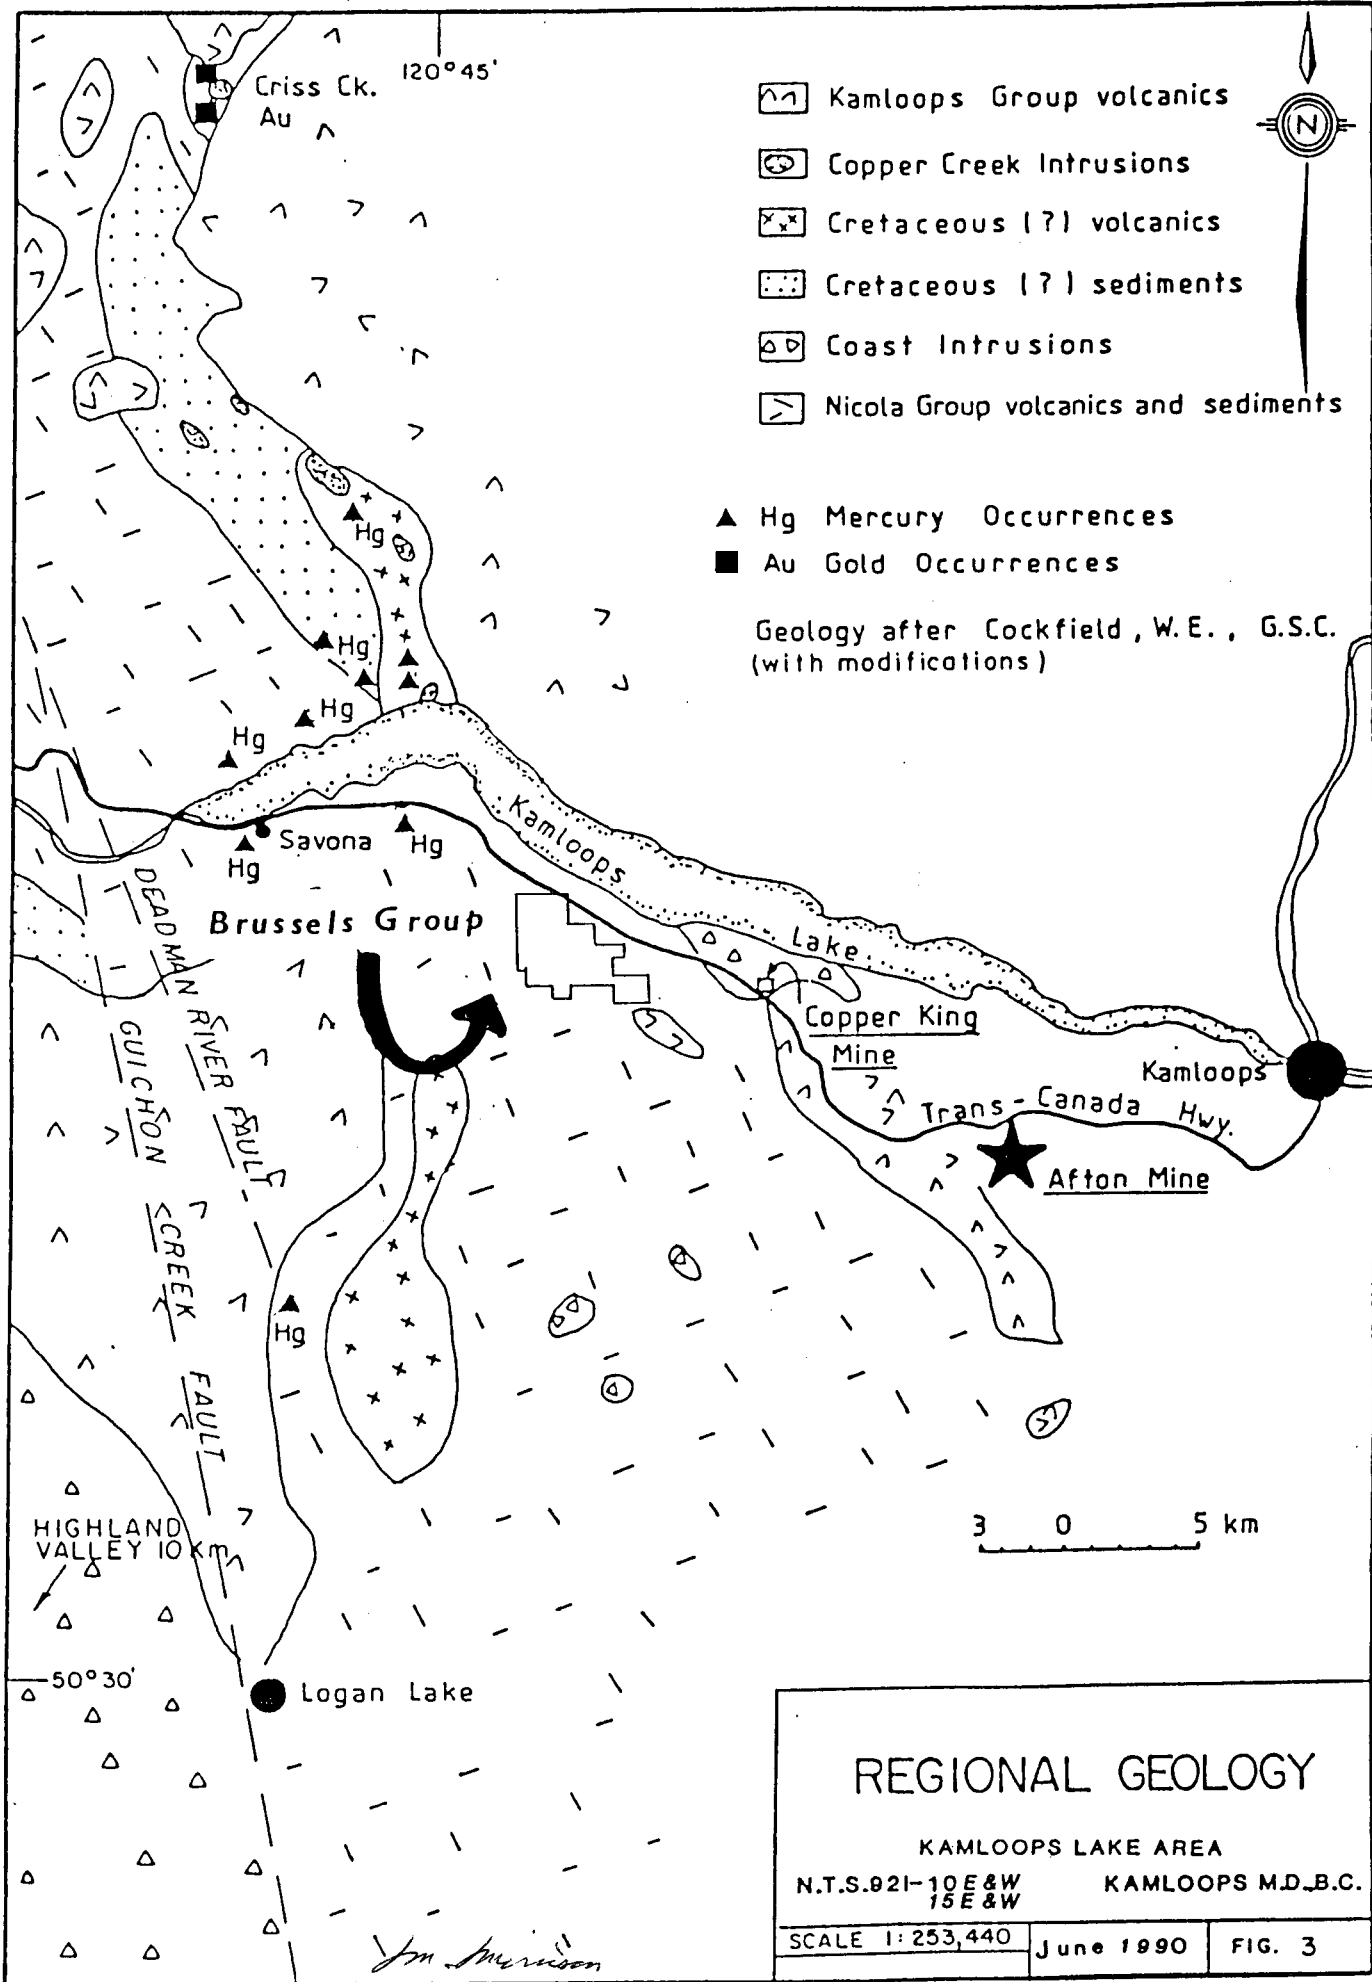 120°45'
Criss Ck.
Au
Kamloops Group volcanics
Copper Creek Intrusions
Cretaceous (?) volcanics
Cretaceous (?) sediments
Coast Intrusions
Nicola Group volcanics and sediments
N
Hg Mercury Occurrences
Au Gold Occurrences
Geology after Cockfield, W.E., G.S.C.
(with modifications)
Hg
Hg
Hg
Hg
Savona
Hg
Hg
Kamloops
Lake
Brussels Group
DEADMAN RIVER FAULT
GUICHON CREEK FAULT
Copper King
Mine
Kamloops
Trans-Canada Hwy.
Afton Mine
Hg
HIGHLAND
VALLEY 10 Km
3 0 5 km
50°30'
Logan Lake
REGIONAL GEOLOGY
KAMLOOPS LAKE AREA
N.T.S.92I-10 E & W
15 E & W
KAMLOOPS M.D.,B.C.
SCALE 1:253,440
June 1990
FIG. 3